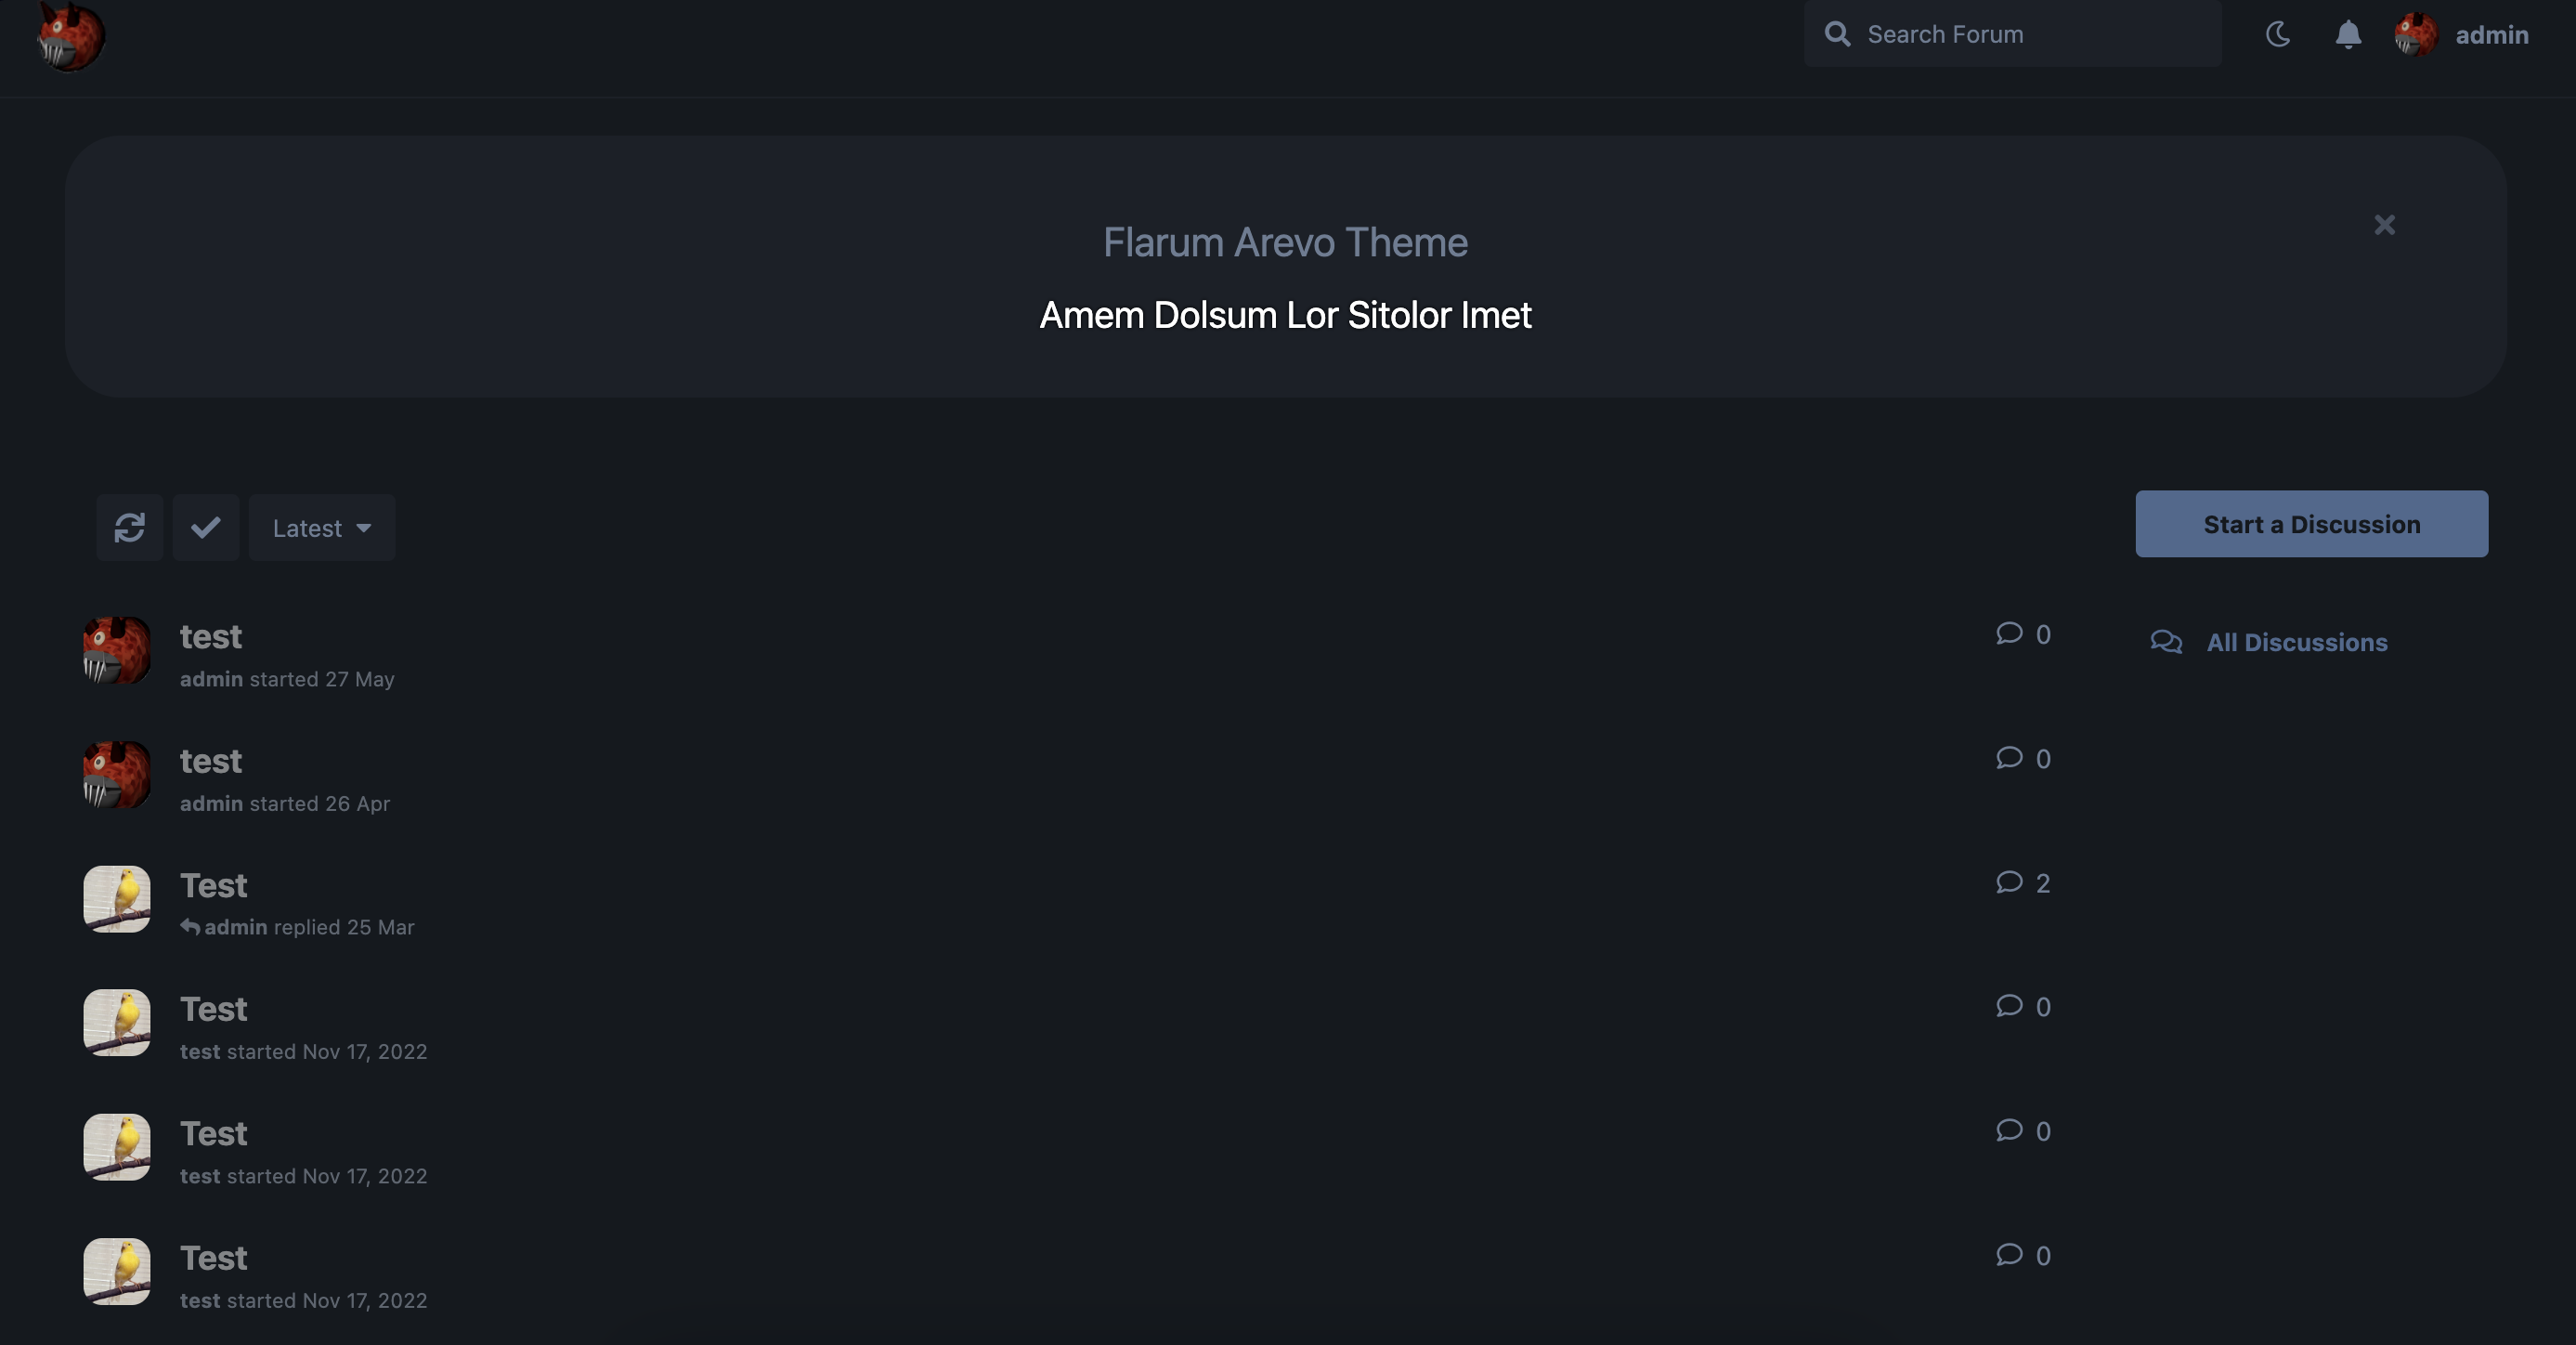 Search Forum
admin
Flarum Arevo Theme
Amem Dolsum Lor Sitolor Imet
Latest
Start a Discussion
All Discussions
test
0
admin started 27 May
test
0
admin started 26 Apr
Test
2
admin replied 25 Mar
Test
0
test started Nov 17, 2022
Test
0
test started Nov 17, 2022
Test
0
test started Nov 17, 2022